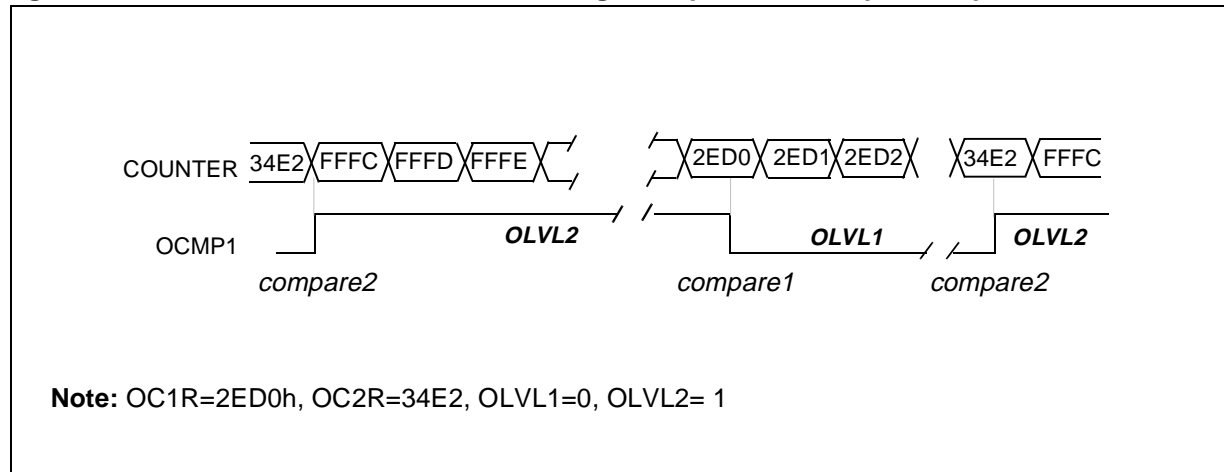 COUNTER 34E2 FFFC FFFD FFFE 2ED0 2ED1 2ED2 34E2 FFFC
OCMP1 OLVL2 OLVL1 OLVL2
compare2 compare1 compare2
Note: OC1R=2ED0h, OC2R=34E2, OLVL1=0, OLVL2= 1